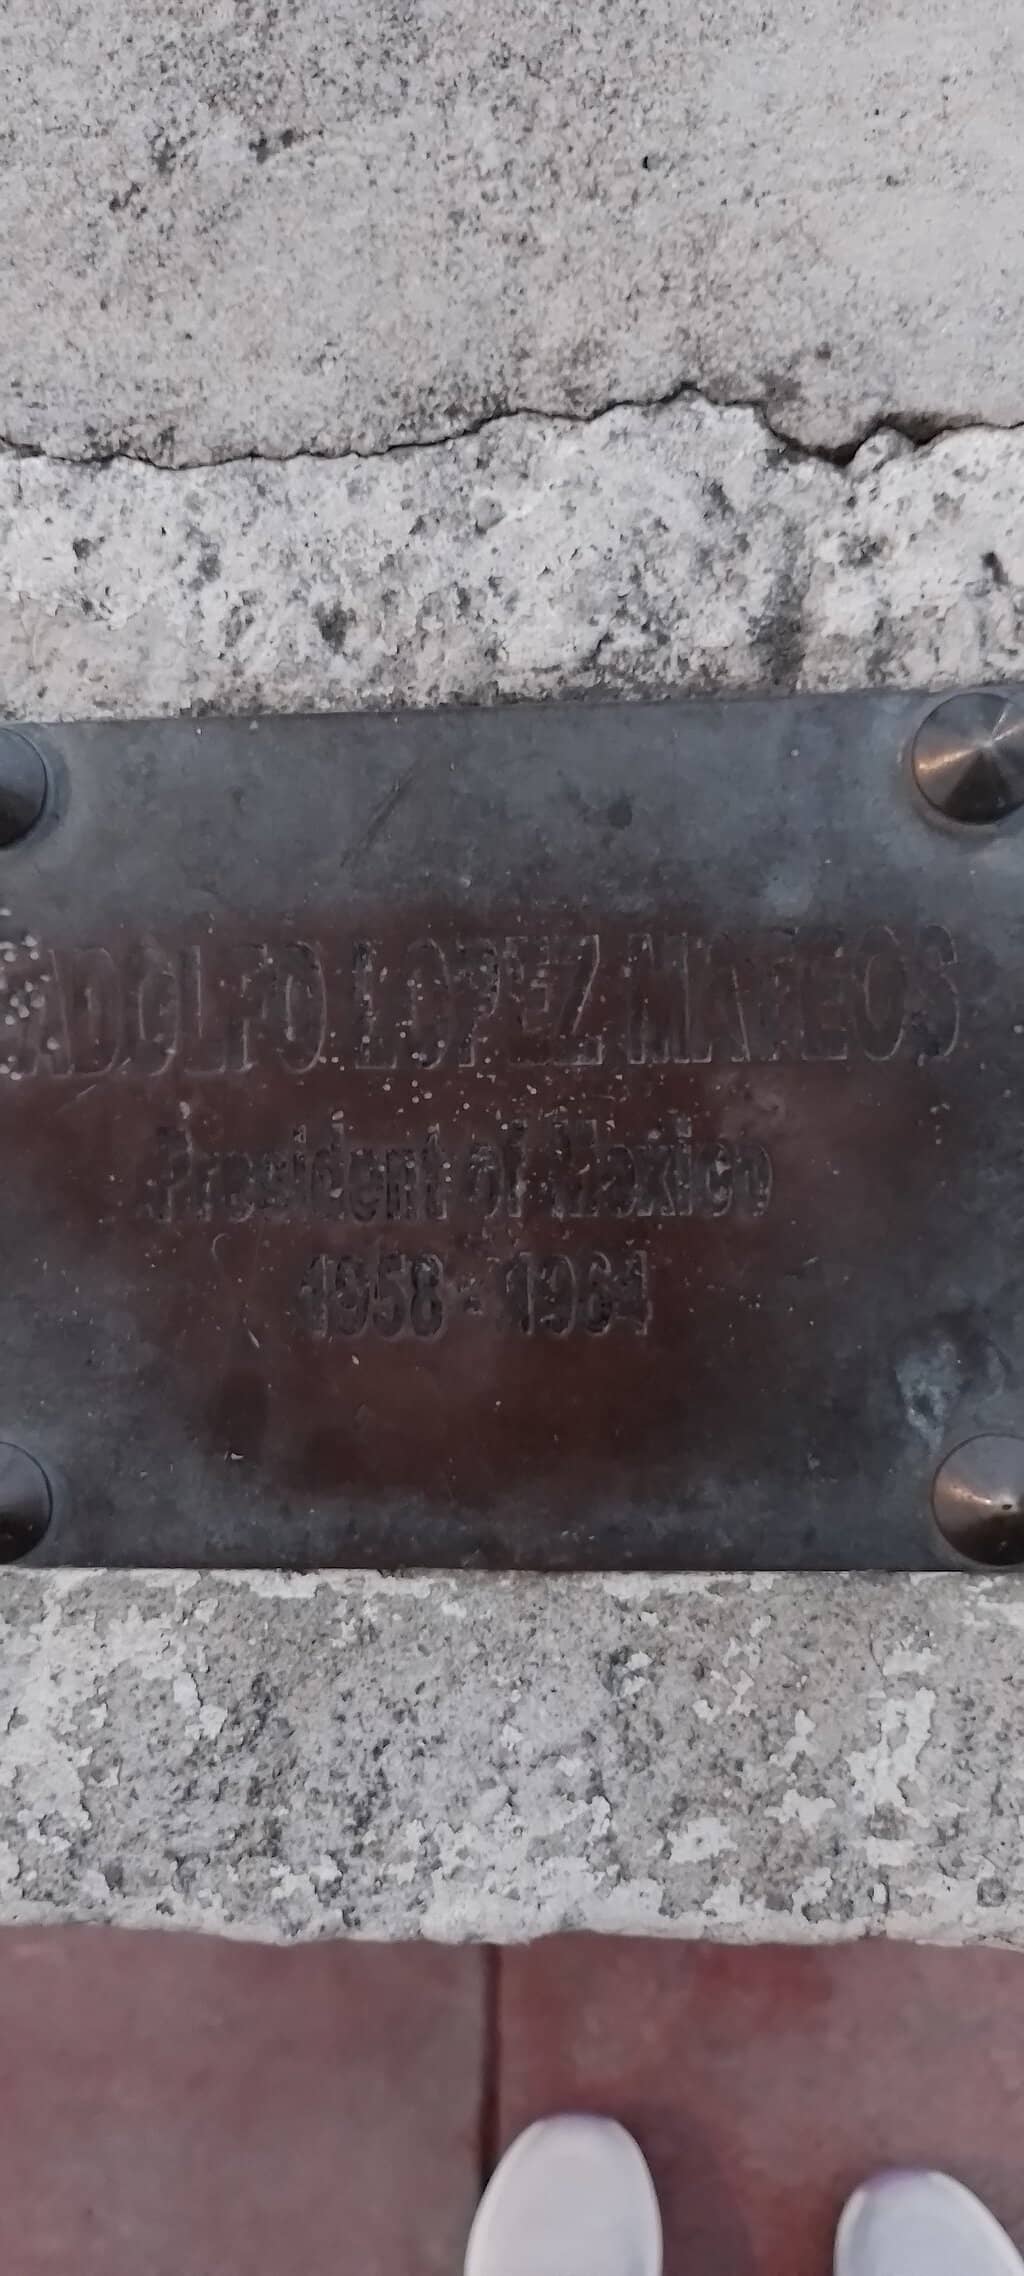 ADOLFO LOPEZ MATEOS
President of Mexico
1958 - 1964